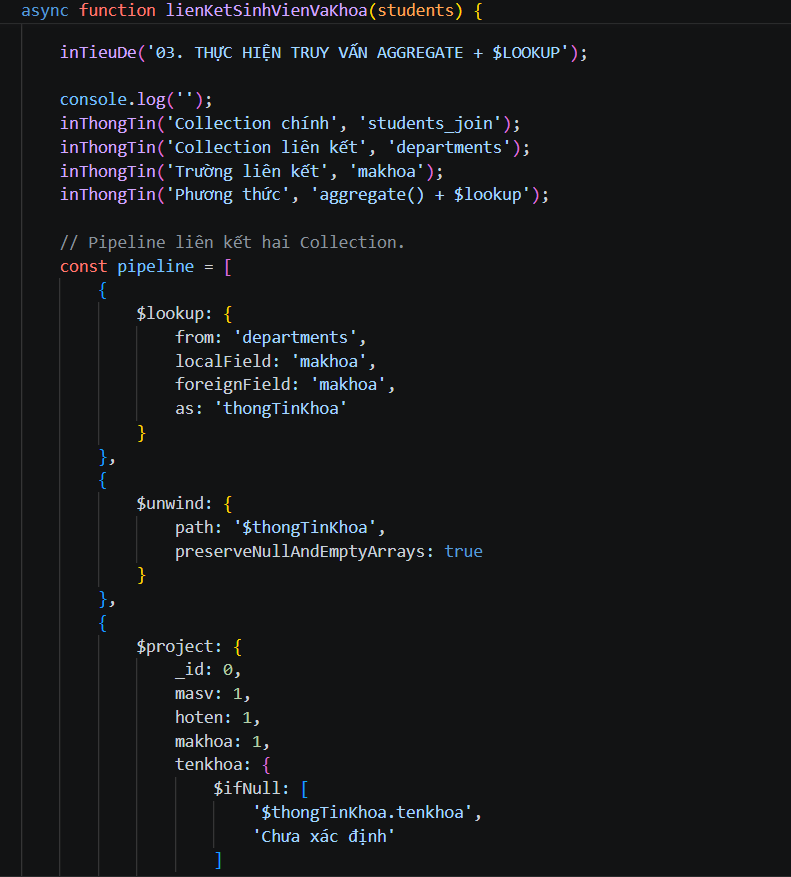 async function lienKetSinhVienVaKhoa(students) {
inTieuDe('03. THỰC HIỆN TRUY VẤN AGGREGATE + $LOOKUP');
console.log('');
inThongTin('Collection chính', 'students_join');
inThongTin('Collection liên kết', 'departments');
inThongTin('Trường liên kết', 'makhoa');
inThongTin('Phương thức', 'aggregate() + $lookup');
// Pipeline liên kết hai Collection.
const pipeline = [
{
$lookup: {
from: 'departments',
localField: 'makhoa',
foreignField: 'makhoa',
as: 'thongTinKhoa'
}
},
{
$unwind: {
path: '$thongTinKhoa',
preserveNullAndEmptyArrays: true
}
},
{
$project: {
_id: 0,
masv: 1,
hoten: 1,
makhoa: 1,
tenkhoa: {
$ifNull: [
'$thongTinKhoa.tenkhoa',
'Chưa xác định'
]